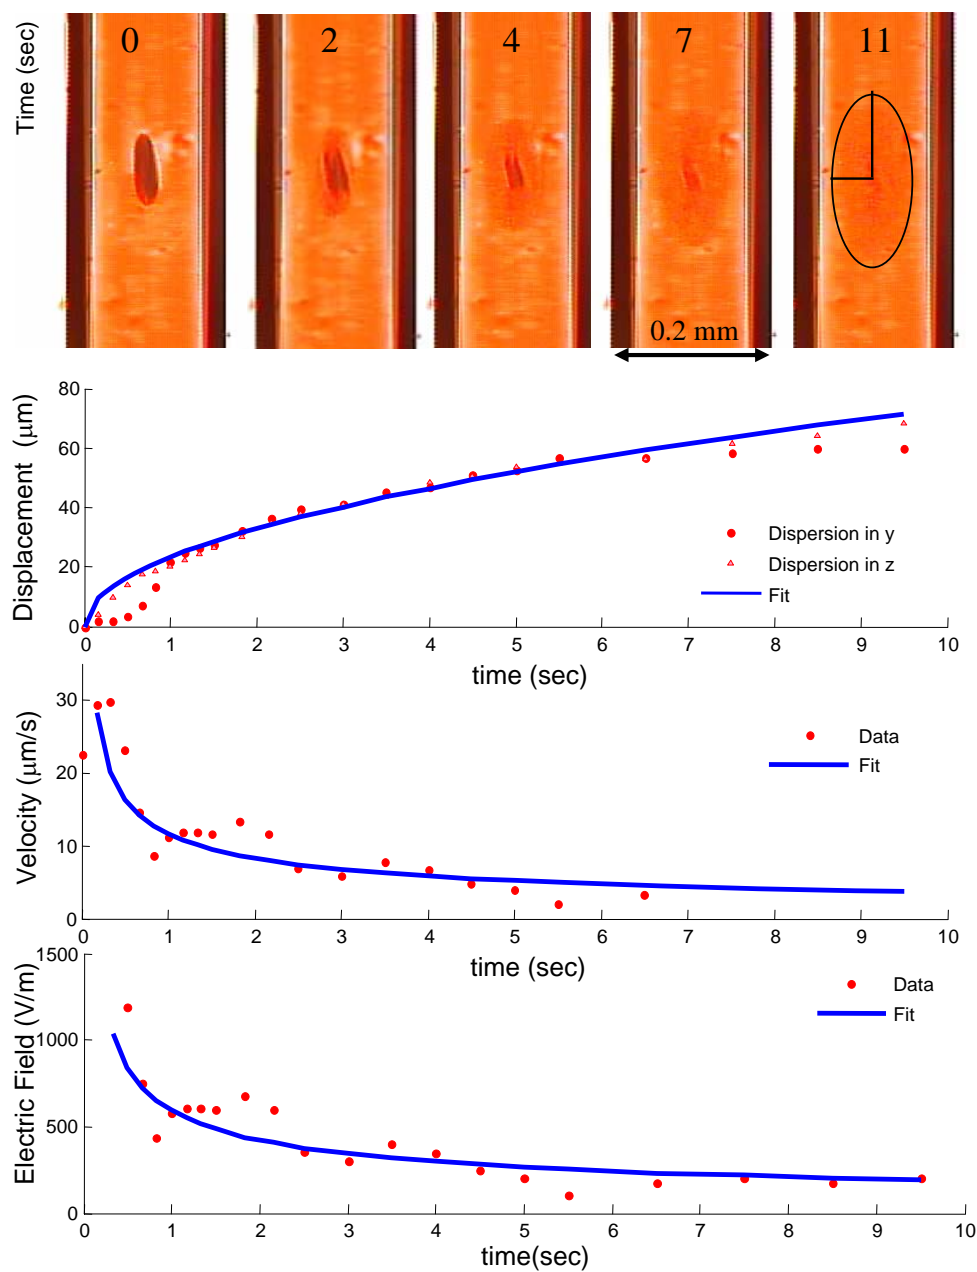 Time (sec)
0 2 4 7 11
0.2 mm
Displacement (μm)
80
60
40
20
0
Dispersion in y
Dispersion in z
Fit
0 1 2 3 4 5 6 7 8 9 10
time (sec)
Velocity (μm/s)
30
20
10
0
Data
Fit
0 1 2 3 4 5 6 7 8 9 10
time (sec)
Electric Field (V/m)
1500
1000
500
0
Data
Fit
0 1 2 3 4 5 6 7 8 9 10
time(sec)